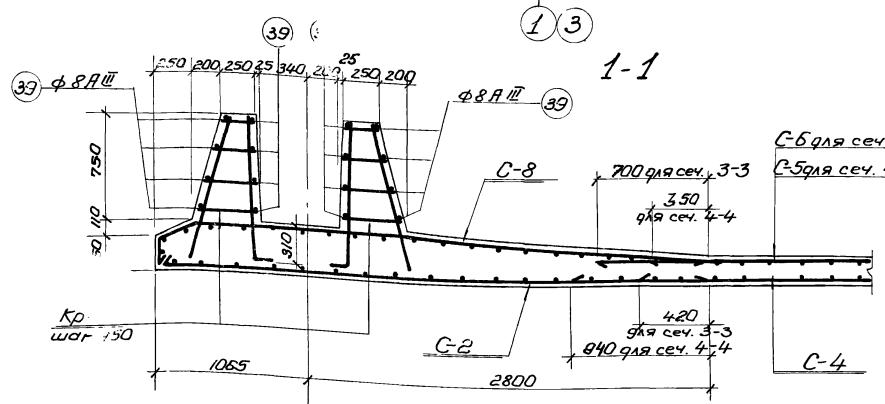 1 3
39
1-1
25
250 200 250 25 340 200 250 200
39 ф8АIII
ф8АIII 39
750
110
310
С-8
700 для сеч. 3-3
350
для сеч. 4-4
С-6 для сеч.
С-5 для сеч.
Кр
шаг 150
С-2
420
для сеч. 3-3
840 для сеч. 4-4
С-4
1065
2800